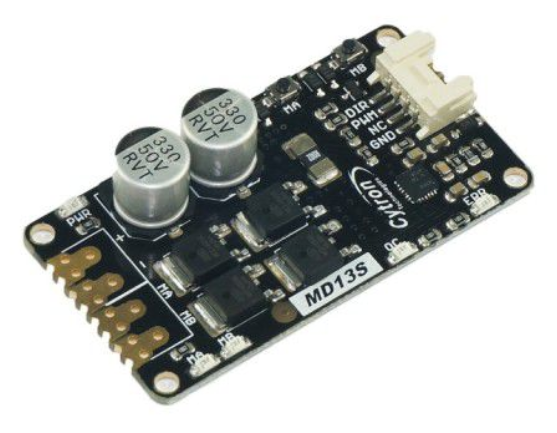 330
50V
RVT
330
50V
RVT
MB
MA
DIR
PWM
NC
GND
Cytron
Technologies
ERR
OC
PWR
+
MA
MB
MD13S
MA
MB